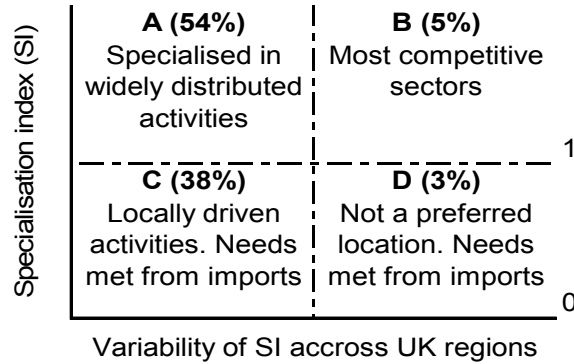 Specialisation index (SI)
A (54%)
Specialised in
widely distributed
activities
B (5%)
Most competitive
sectors
1
C (38%)
Locally driven
activities. Needs
met from imports
D (3%)
Not a preferred
location. Needs
met from imports
0
Variability of SI accross UK regions